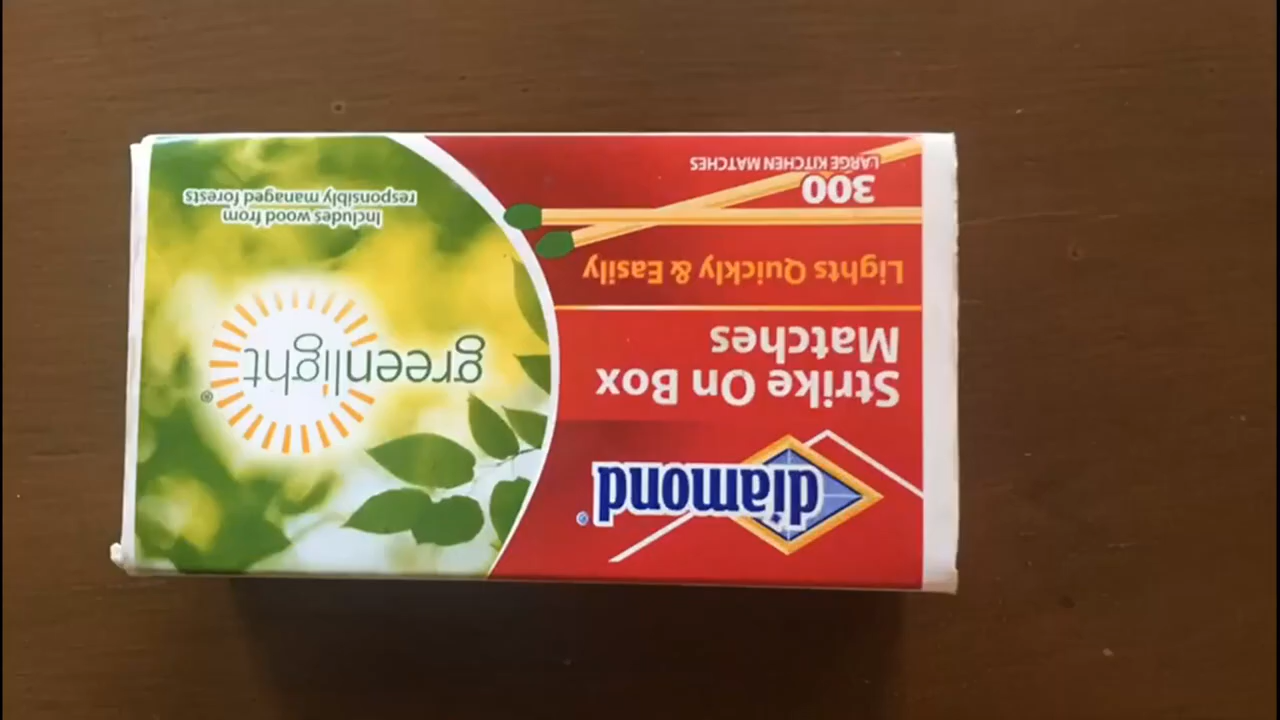 diamond®
Strike On Box
Matches
Lights Quickly & Easily
300
LARGE KITCHEN MATCHES
greenlight®
Includes wood from
responsibly managed forests